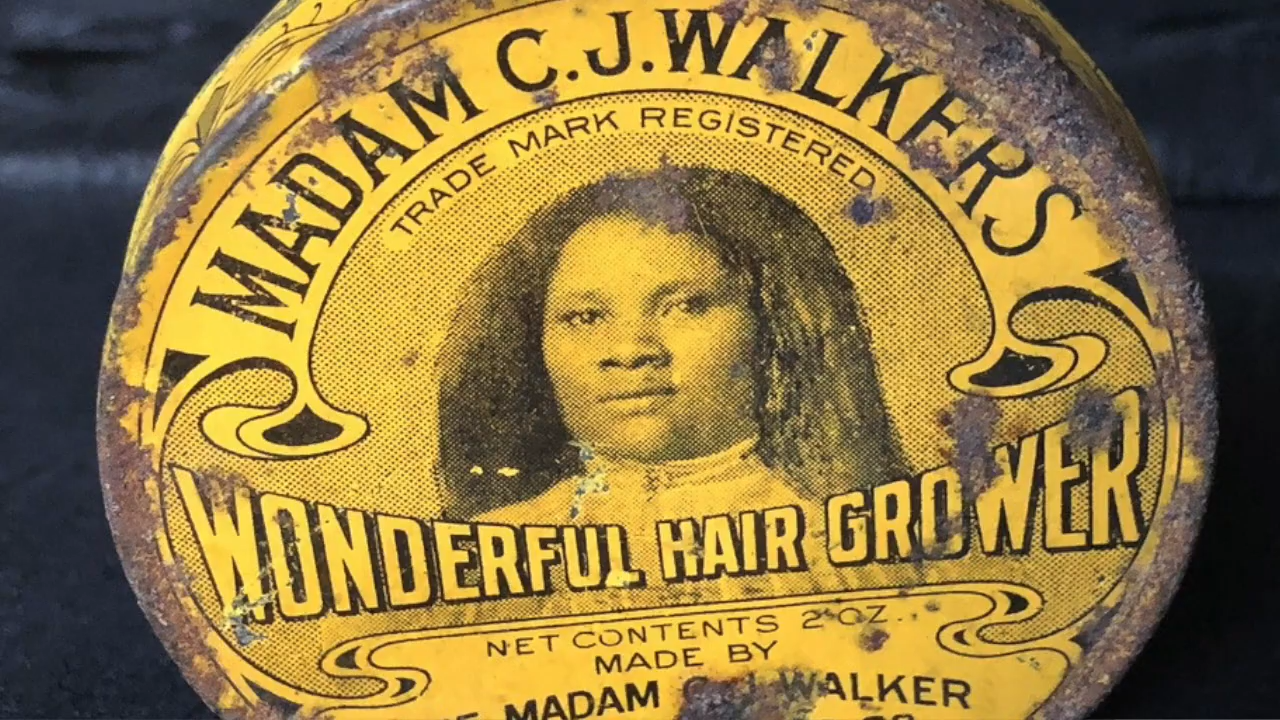 MADAM C.J.WALKERS
TRADE MARK REGISTERED
WONDERFUL HAIR GROWER
NET CONTENTS 2 OZ.
MADE BY
MADAM C.J. WALKER